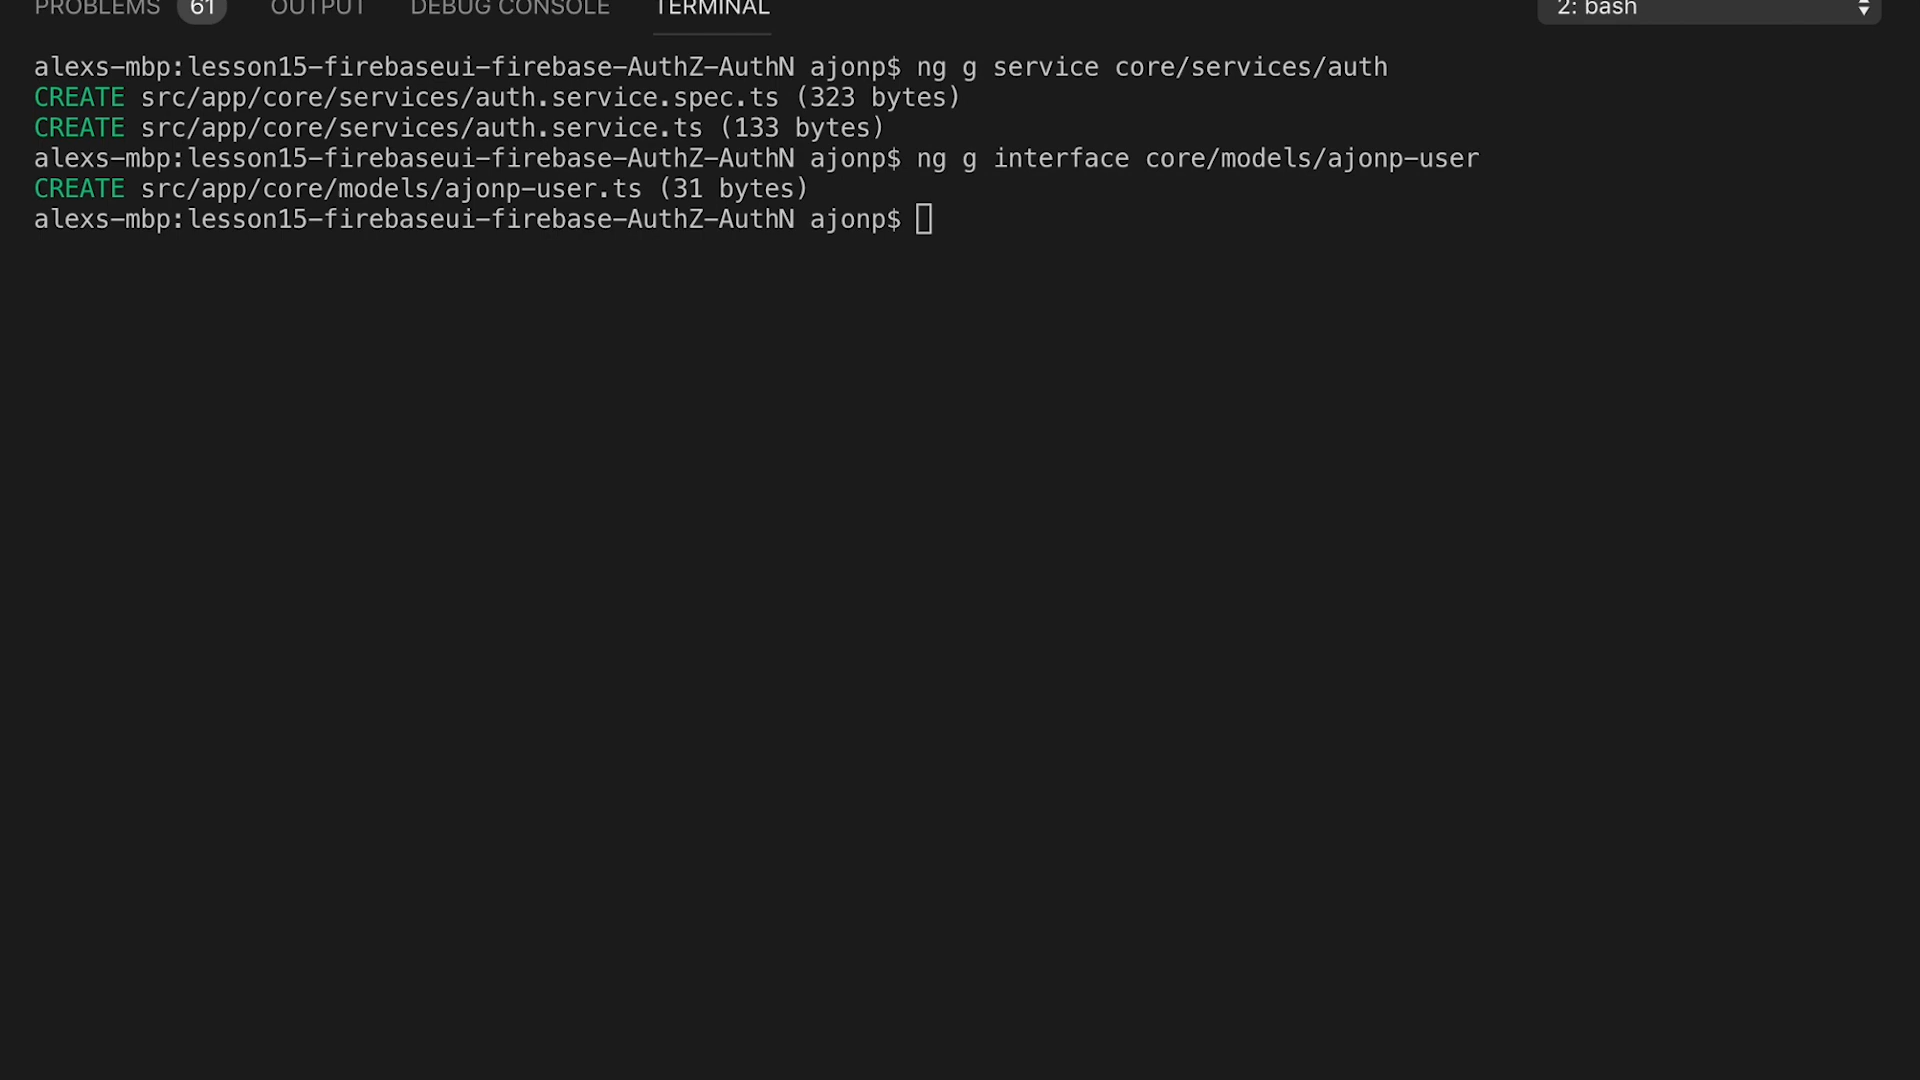 PROBLEMS 61 OUTPUT DEBUG CONSOLE TERMINAL 2: bash
alexs-mbp:lesson15-firebaseui-firebase-AuthZ-AuthN ajonp$ ng g service core/services/auth
CREATE src/app/core/services/auth.service.spec.ts (323 bytes)
CREATE src/app/core/services/auth.service.ts (133 bytes)
alexs-mbp:lesson15-firebaseui-firebase-AuthZ-AuthN ajonp$ ng g interface core/models/ajonp-user
CREATE src/app/core/models/ajonp-user.ts (31 bytes)
alexs-mbp:lesson15-firebaseui-firebase-AuthZ-AuthN ajonp$